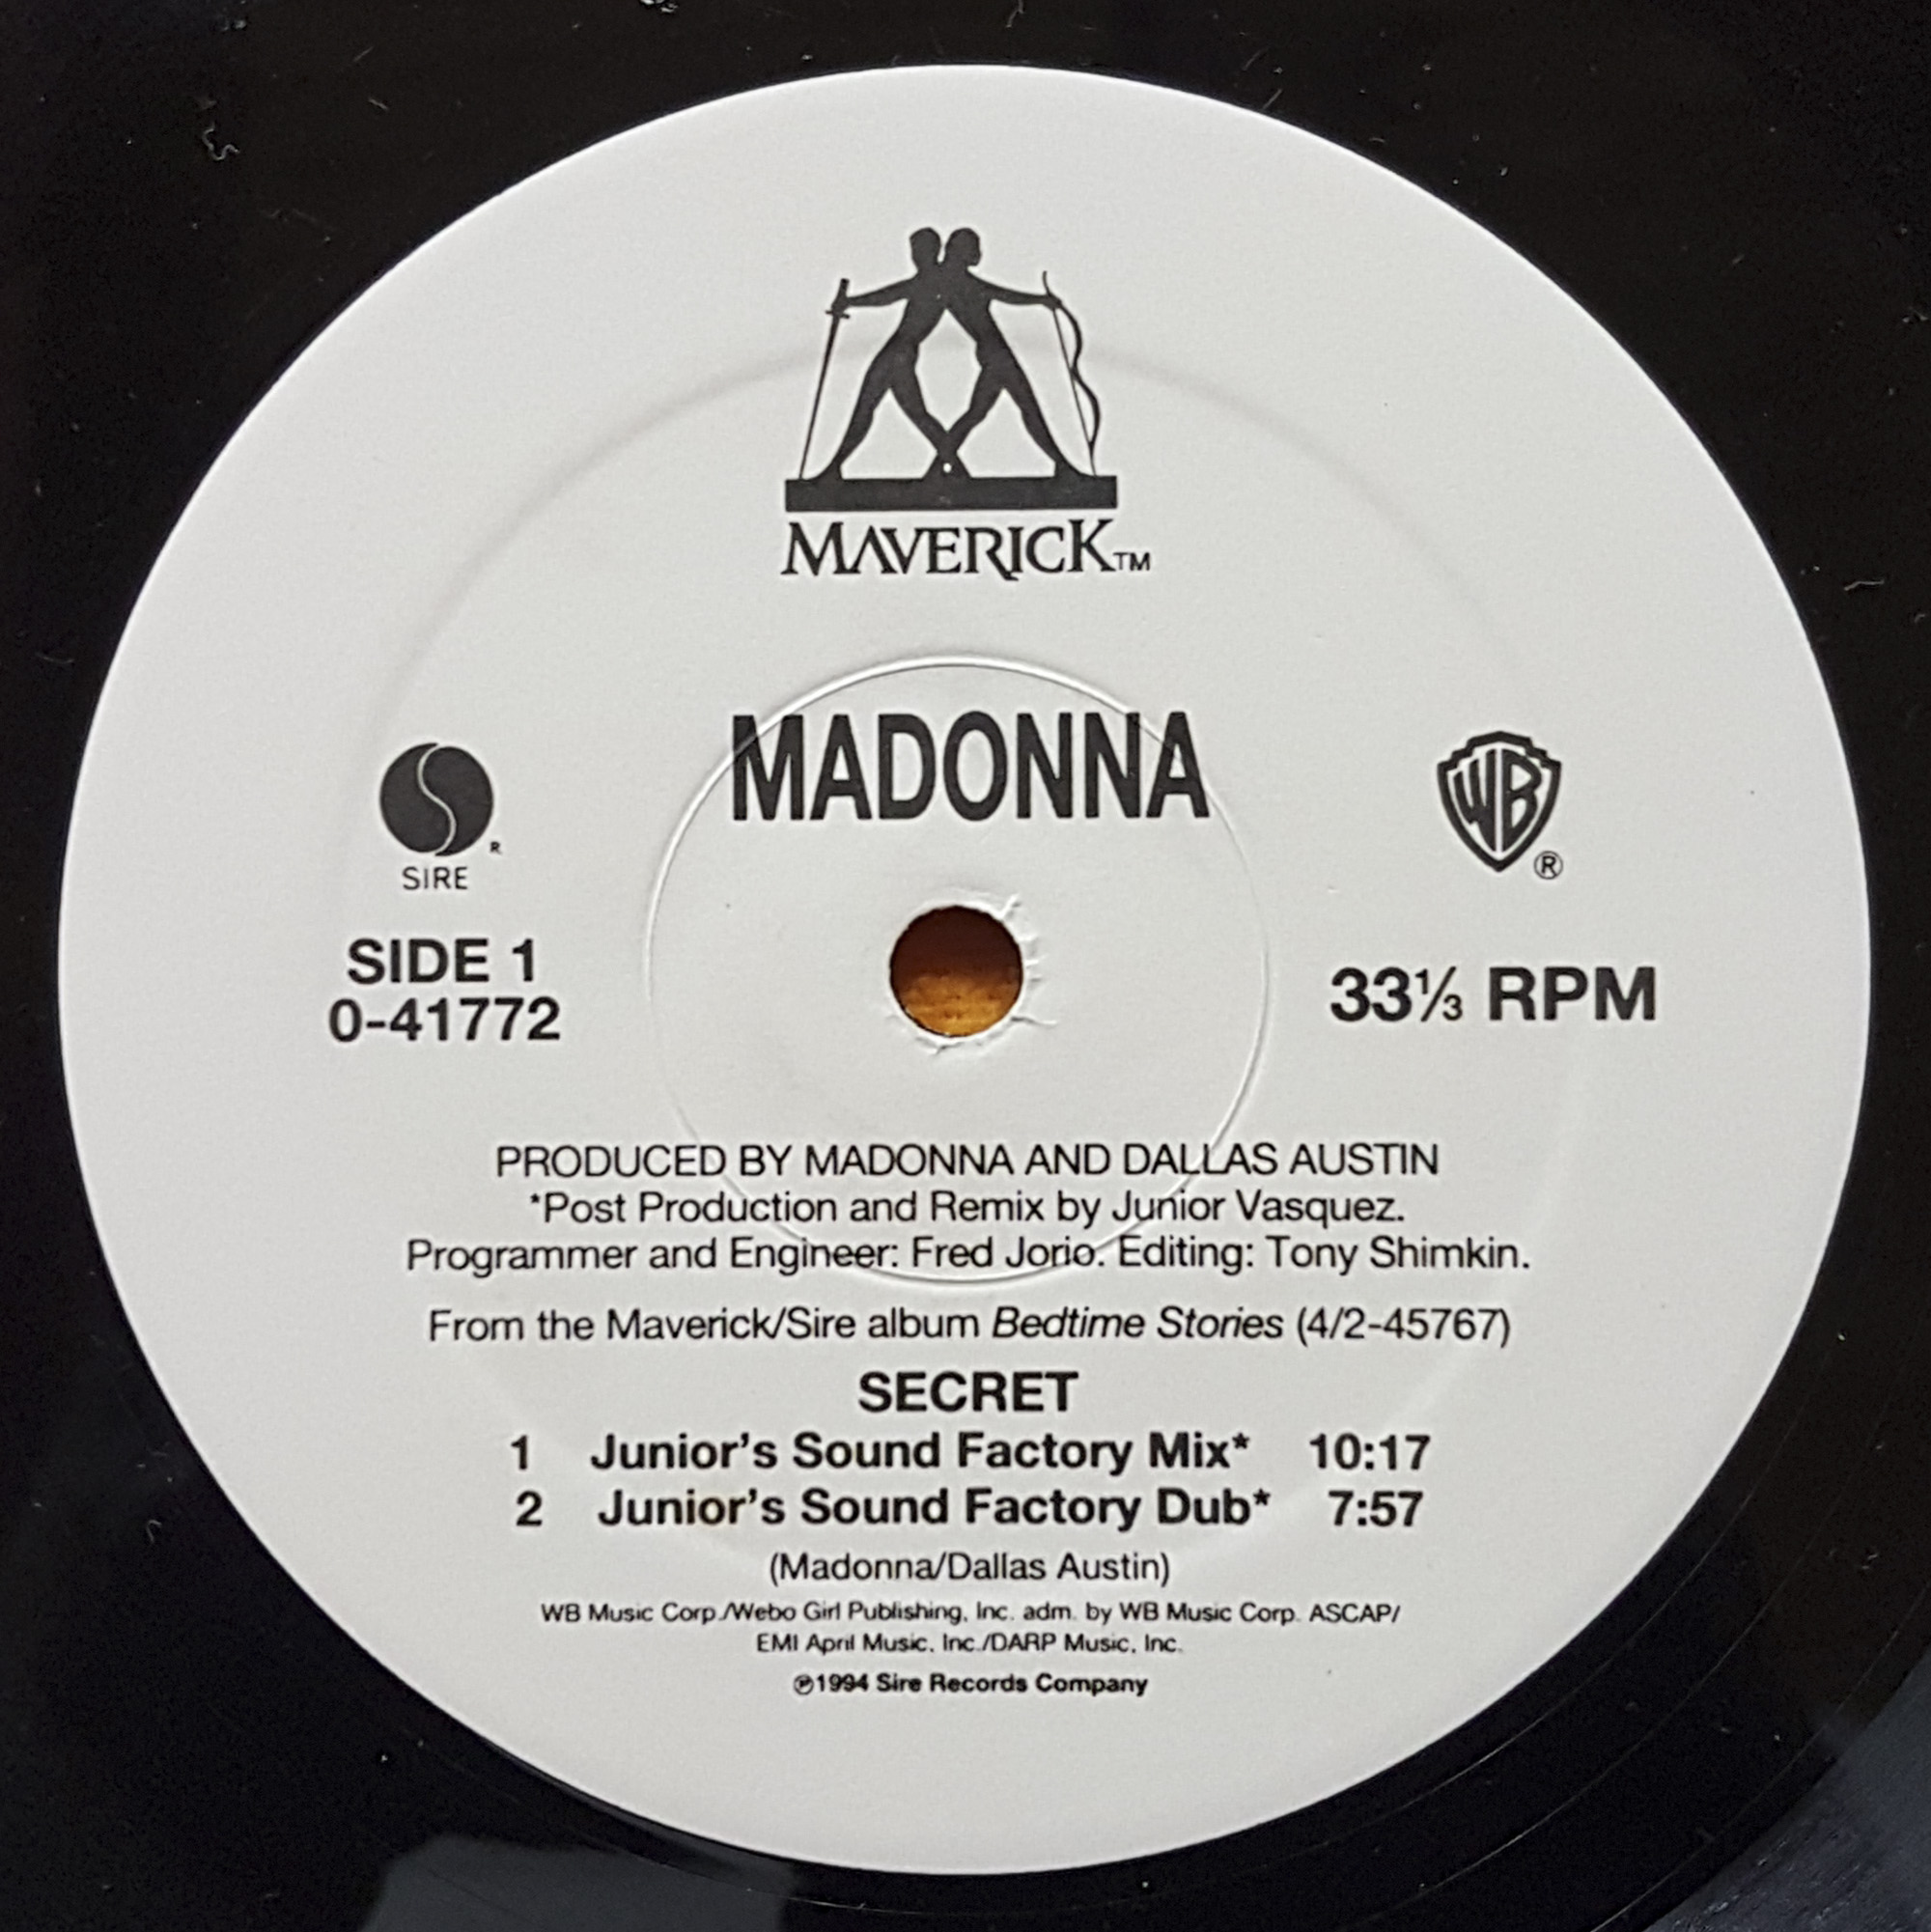 MAVERICK™
MADONNA
SIRE ®
WB ®
SIDE 1
0-41772
33⅓ RPM
PRODUCED BY MADONNA AND DALLAS AUSTIN
*Post Production and Remix by Junior Vasquez.
Programmer and Engineer: Fred Jorio. Editing: Tony Shimkin.
From the Maverick/Sire album Bedtime Stories (4/2-45767)
SECRET
1 Junior's Sound Factory Mix* 10:17
2 Junior's Sound Factory Dub* 7:57
(Madonna/Dallas Austin)
WB Music Corp./Webo Girl Publishing, Inc. adm. by WB Music Corp. ASCAP/
EMI April Music, Inc./DARP Music, Inc.
℗1994 Sire Records Company